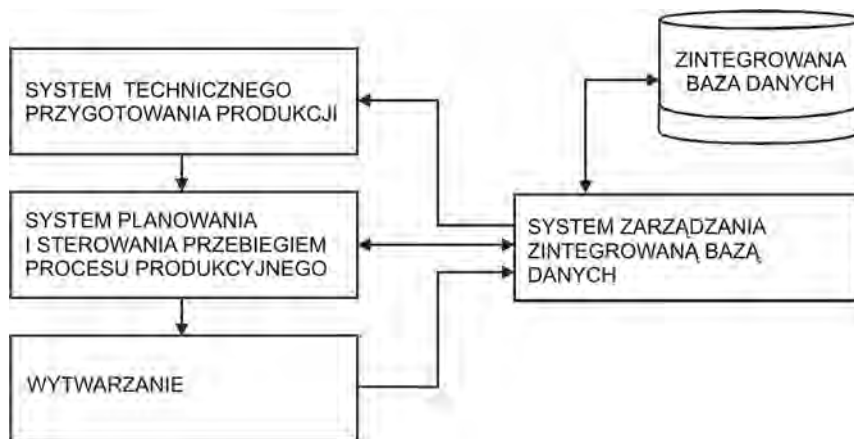 SYSTEM TECHNICZNEGO
PRZYGOTOWANIA PRODUKCJI
ZINTEGROWANA
BAZA DANYCH
SYSTEM PLANOWANIA
I STEROWANIA PRZEBIEGIEM
PROCESU PRODUKCYJNEGO
SYSTEM ZARZĄDZANIA
ZINTEGROWANĄ BAZĄ
DANYCH
WYTWARZANIE